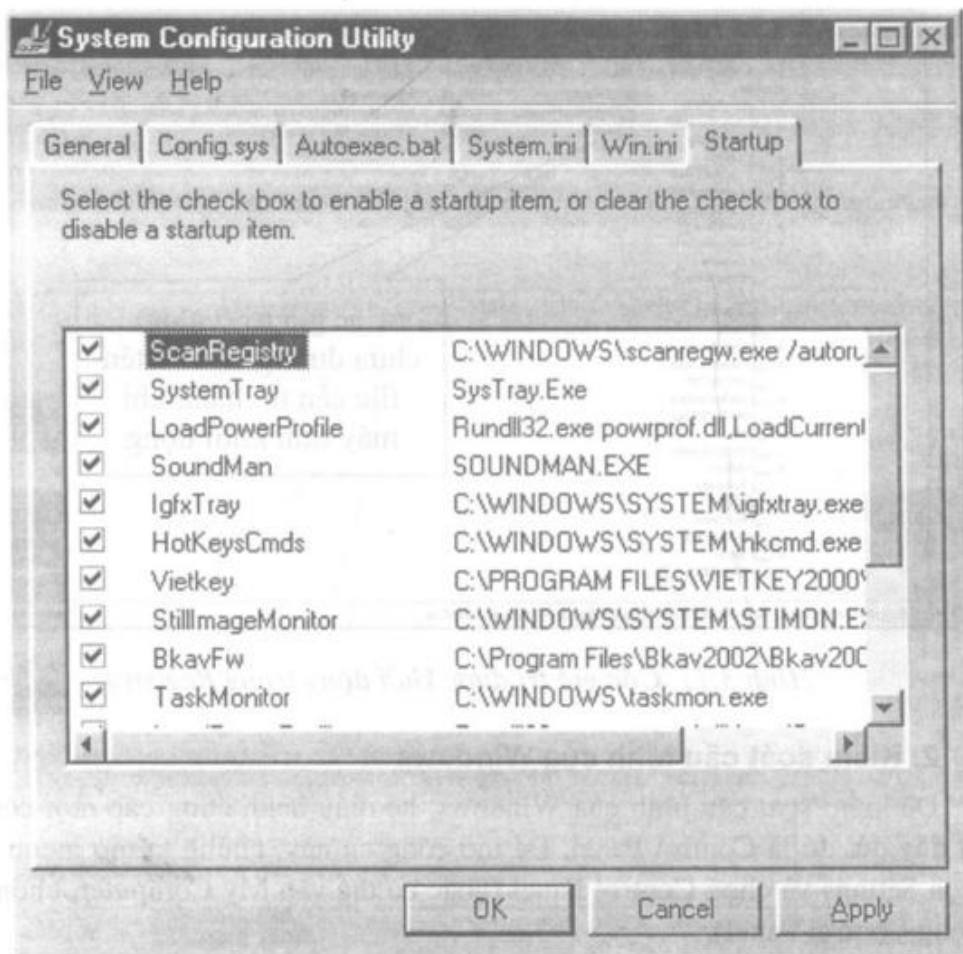 System Configuration Utility
File View Help
General Config.sys Autoexec.bat System.ini Win.ini Startup
Select the check box to enable a startup item, or clear the check box to
disable a startup item.
ScanRegistry C:\WINDOWS\scanregw.exe /autoru
SystemTray SysTray.Exe
LoadPowerProfile Rundll32.exe powrprof.dll,LoadCurrent
SoundMan SOUNDMAN.EXE
IgfxTray C:\WINDOWS\SYSTEM\igfxtray.exe
HotKeysCmds C:\WINDOWS\SYSTEM\hkcmd.exe
Vietkey C:\PROGRAM FILES\VIETKEY2000\
StillImageMonitor C:\WINDOWS\SYSTEM\STIMON.E
BkavFw C:\Program Files\Bkav2002\Bkav200
TaskMonitor C:\WINDOWS\taskmon.exe
OK Cancel Apply